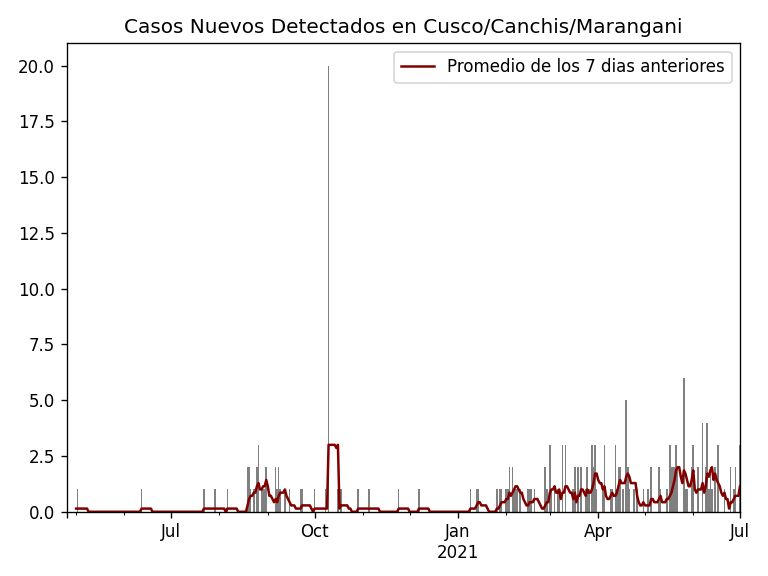 Casos Nuevos Detectados en Cusco/Canchis/Marangani
Promedio de los 7 dias anteriores
20.0
17.5
15.0
12.5
10.0
7.5
5.0
2.5
0.0
Jul
Oct
Jan
2021
Apr
Jul